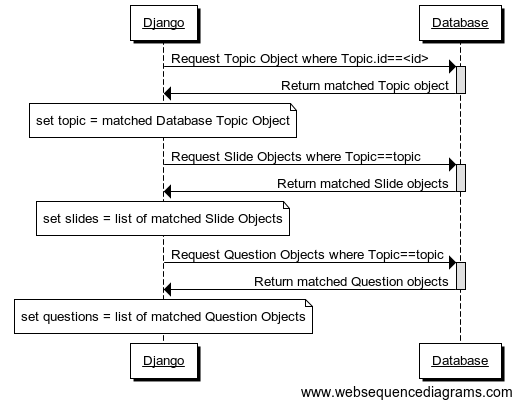 Django Database
Request Topic Object where Topic.id==<id>
Return matched Topic object
set topic = matched Database Topic Object
Request Slide Objects where Topic==topic
Return matched Slide objects
set slides = list of matched Slide Objects
Request Question Objects where Topic==topic
Return matched Question objects
set questions = list of matched Question Objects
Django Database
www.websequencediagrams.com